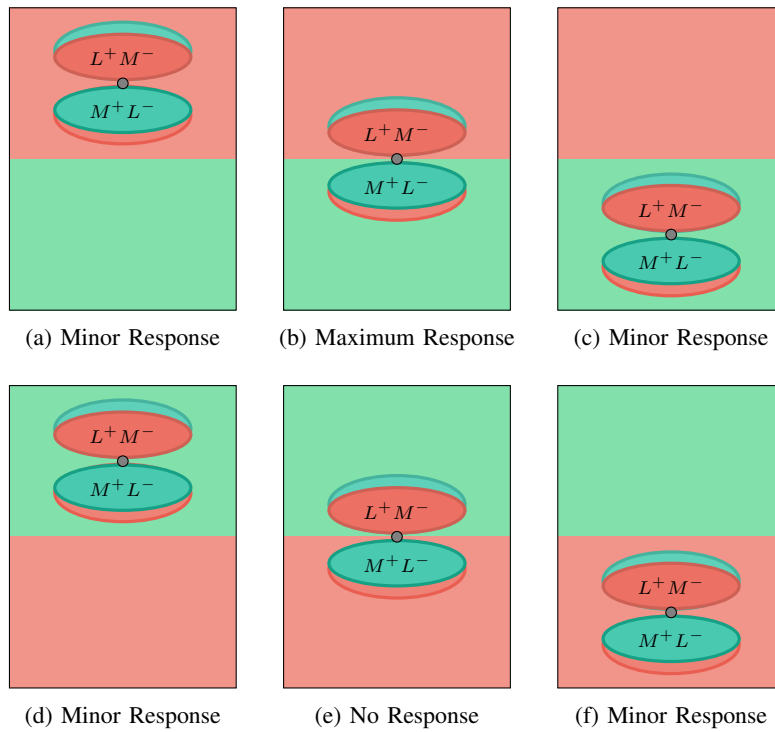 L⁺M⁻ L⁺M⁻ L⁺M⁻
M⁺L⁻ M⁺L⁻ M⁺L⁻
(a) Minor Response (b) Maximum Response (c) Minor Response
L⁺M⁻ L⁺M⁻ L⁺M⁻
M⁺L⁻ M⁺L⁻ M⁺L⁻
(d) Minor Response (e) No Response (f) Minor Response